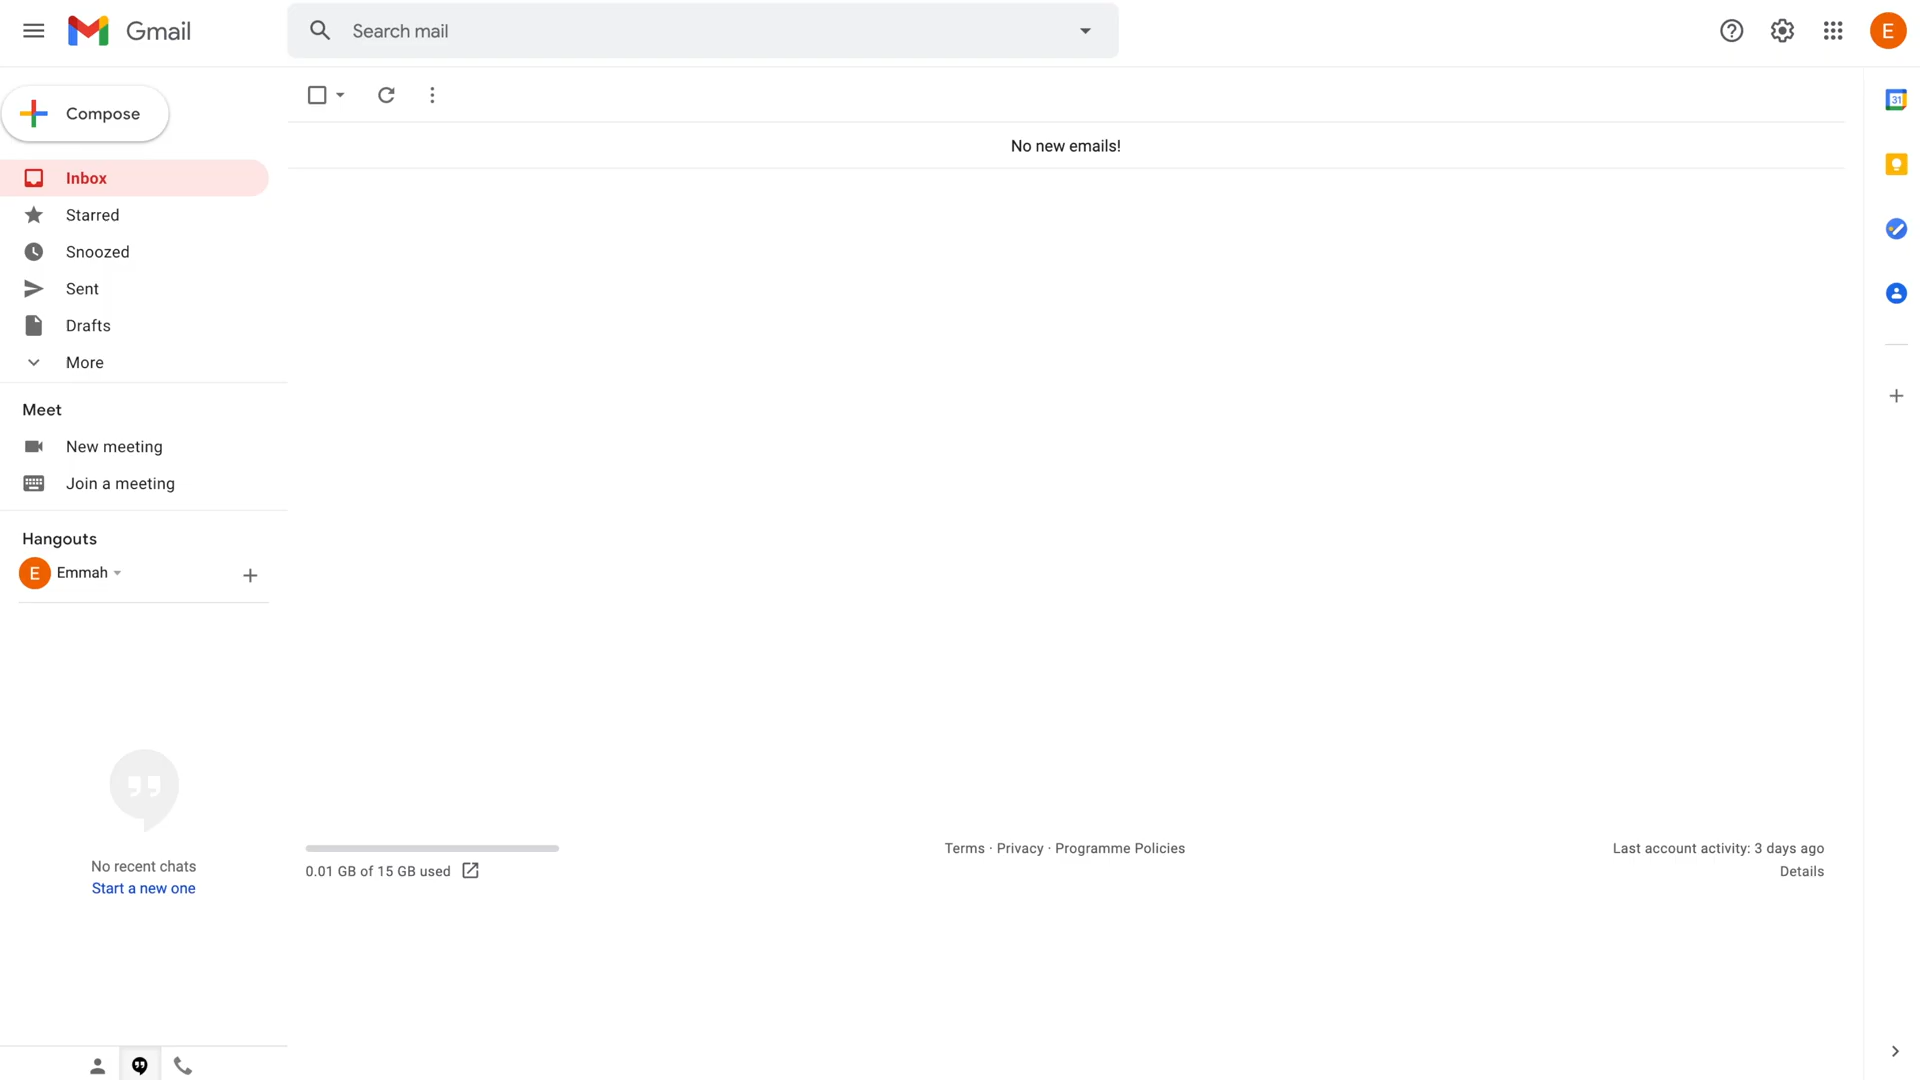 Gmail
Search mail
E
Compose
31
No new emails!
Inbox
Starred
Snoozed
Sent
Drafts
More
Meet
New meeting
Join a meeting
Hangouts
E Emmah
No recent chats
Start a new one
0.01 GB of 15 GB used
Terms · Privacy · Programme Policies
Last account activity: 3 days ago
Details